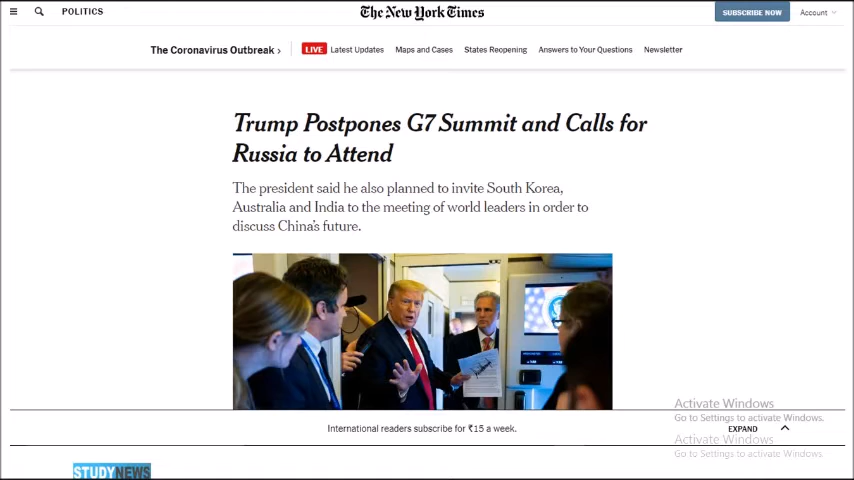 POLITICS
The New York Times
SUBSCRIBE NOW
Account
The Coronavirus Outbreak ›
LIVE Latest Updates Maps and Cases States Reopening Answers to Your Questions Newsletter
Trump Postpones G7 Summit and Calls for
Russia to Attend
The president said he also planned to invite South Korea,
Australia and India to the meeting of world leaders in order to
discuss China's future.
International readers subscribe for ₹15 a week.
Activate Windows
Go to Settings to activate Windows.
EXPAND
Activate Windows
Go to Settings to activate Windows.
STUDYNEWS